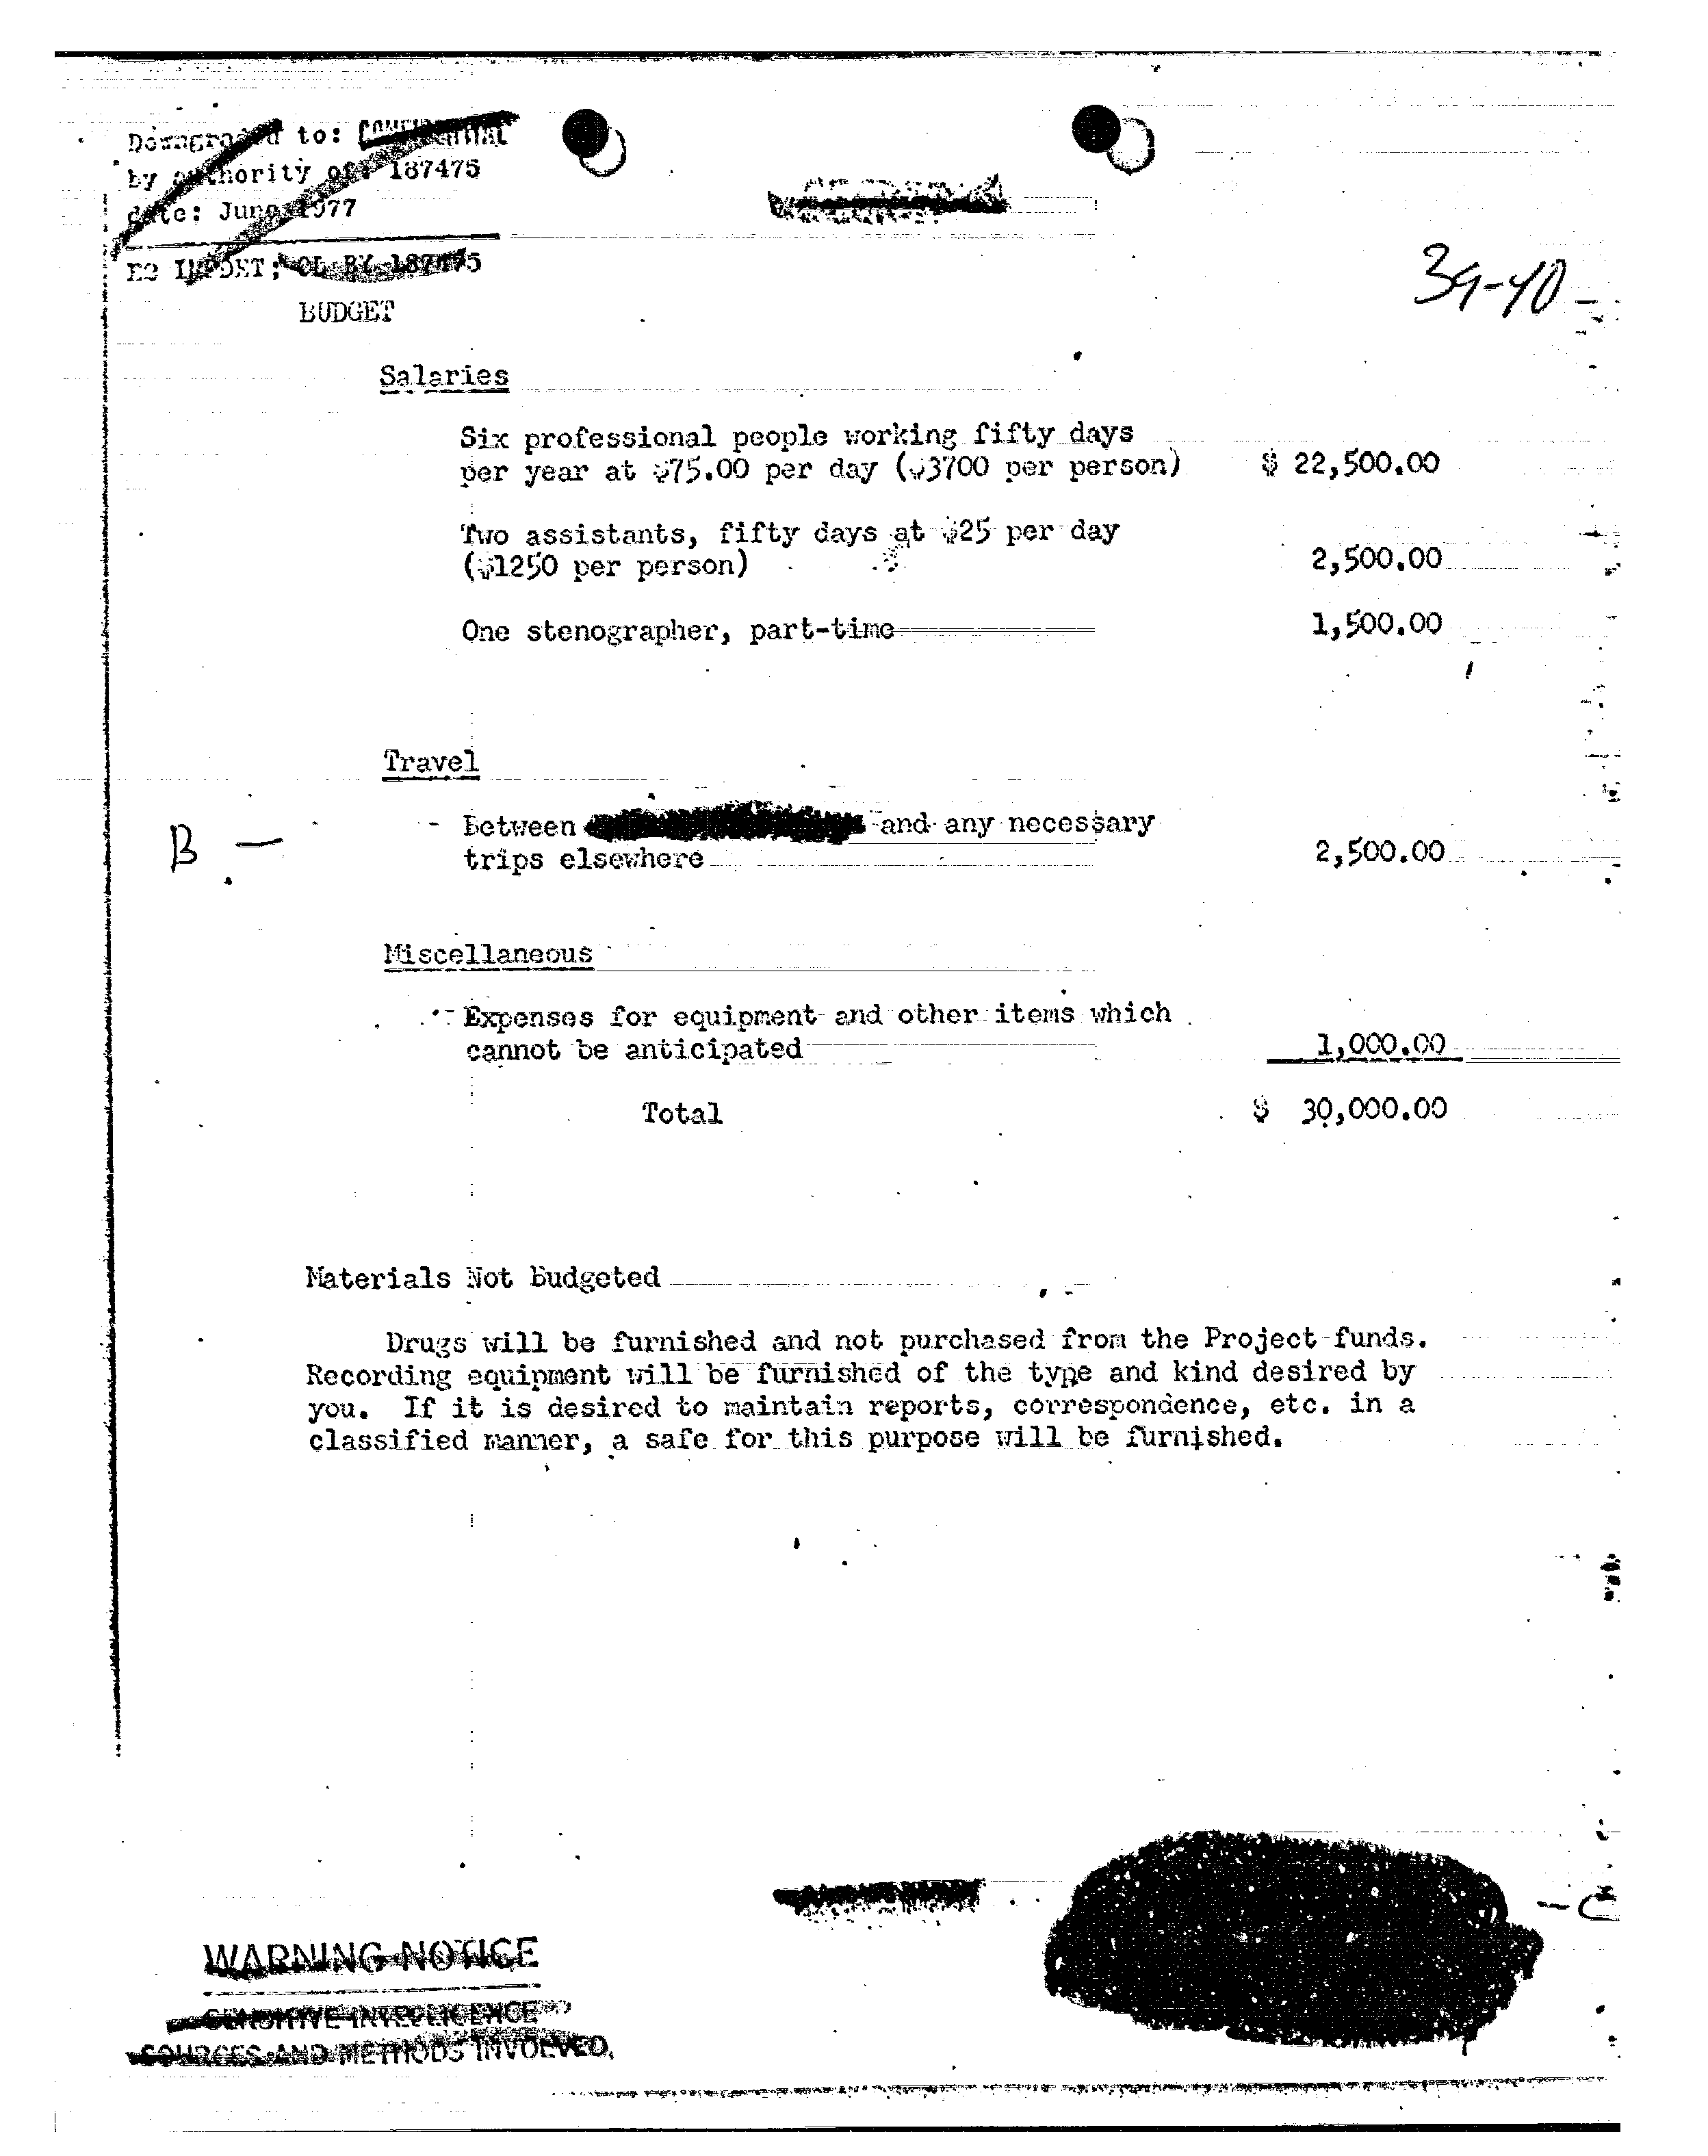 Downgraded to: CONFIDENTIAL
by authority of: 187475
date: June 1977
E2 IMPDET; CL BY 187475
39-40
BUDGET
Salaries
Six professional people working fifty days
per year at $75.00 per day ($3700 per person) $ 22,500.00
Two assistants, fifty days at $25 per day
($1250 per person) 2,500.00
One stenographer, part-time 1,500.00
Travel
B - Between and any necessary
trips elsewhere 2,500.00
Miscellaneous
Expenses for equipment and other items which
cannot be anticipated 1,000.00
Total $ 30,000.00
Materials Not Budgeted
Drugs will be furnished and not purchased from the Project funds.
Recording equipment will be furnished of the type and kind desired by
you. If it is desired to maintain reports, correspondence, etc. in a
classified manner, a safe for this purpose will be furnished.
- C
WARNING NOTICE
SENSITIVE INTELLIGENCE
SOURCES AND METHODS INVOLVED.